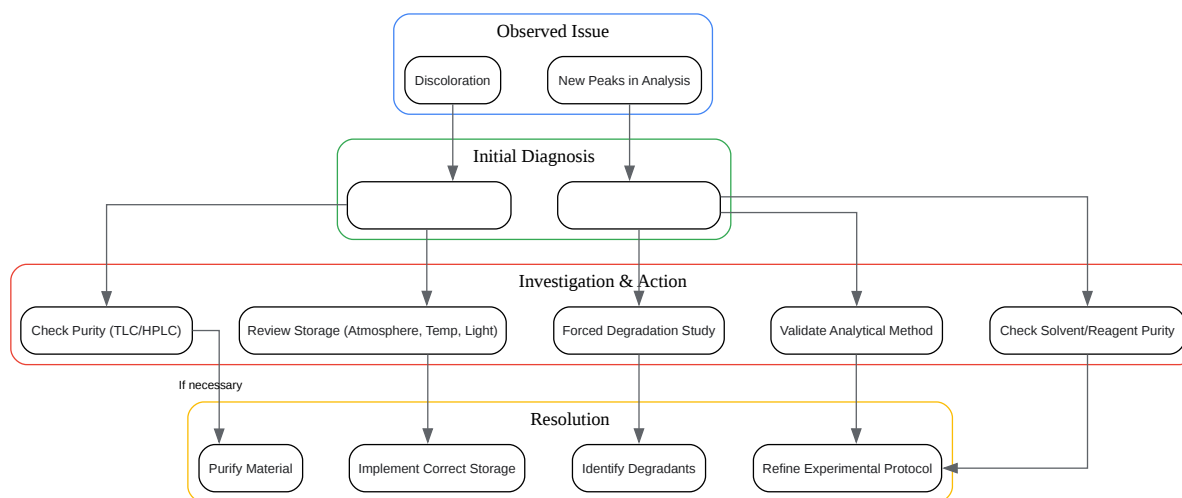 Observed Issue
Discoloration
New Peaks in Analysis
Initial Diagnosis
Investigation & Action
Check Purity (TLC/HPLC)
Review Storage (Atmosphere, Temp, Light)
Forced Degradation Study
Validate Analytical Method
Check Solvent/Reagent Purity
If necessary
Resolution
Purify Material
Implement Correct Storage
Identify Degradants
Refine Experimental Protocol